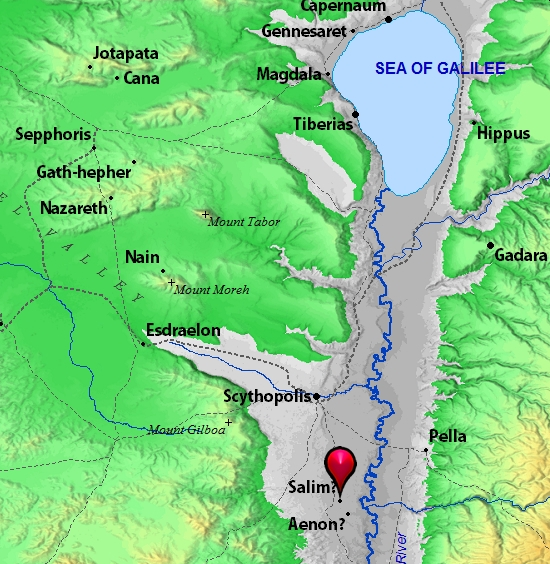 Capernaum
Gennesaret
Jotapata
Cana
Magdala
SEA OF GALILEE
Tiberias
Sepphoris
Hippus
Gath-hepher
Nazareth
Mount Tabor
E L VALLEY
Nain
Mount Moreh
Gadara
Esdraelon
Scythopolis
Mount Gilboa
Pella
Salim?
Aenon?
River